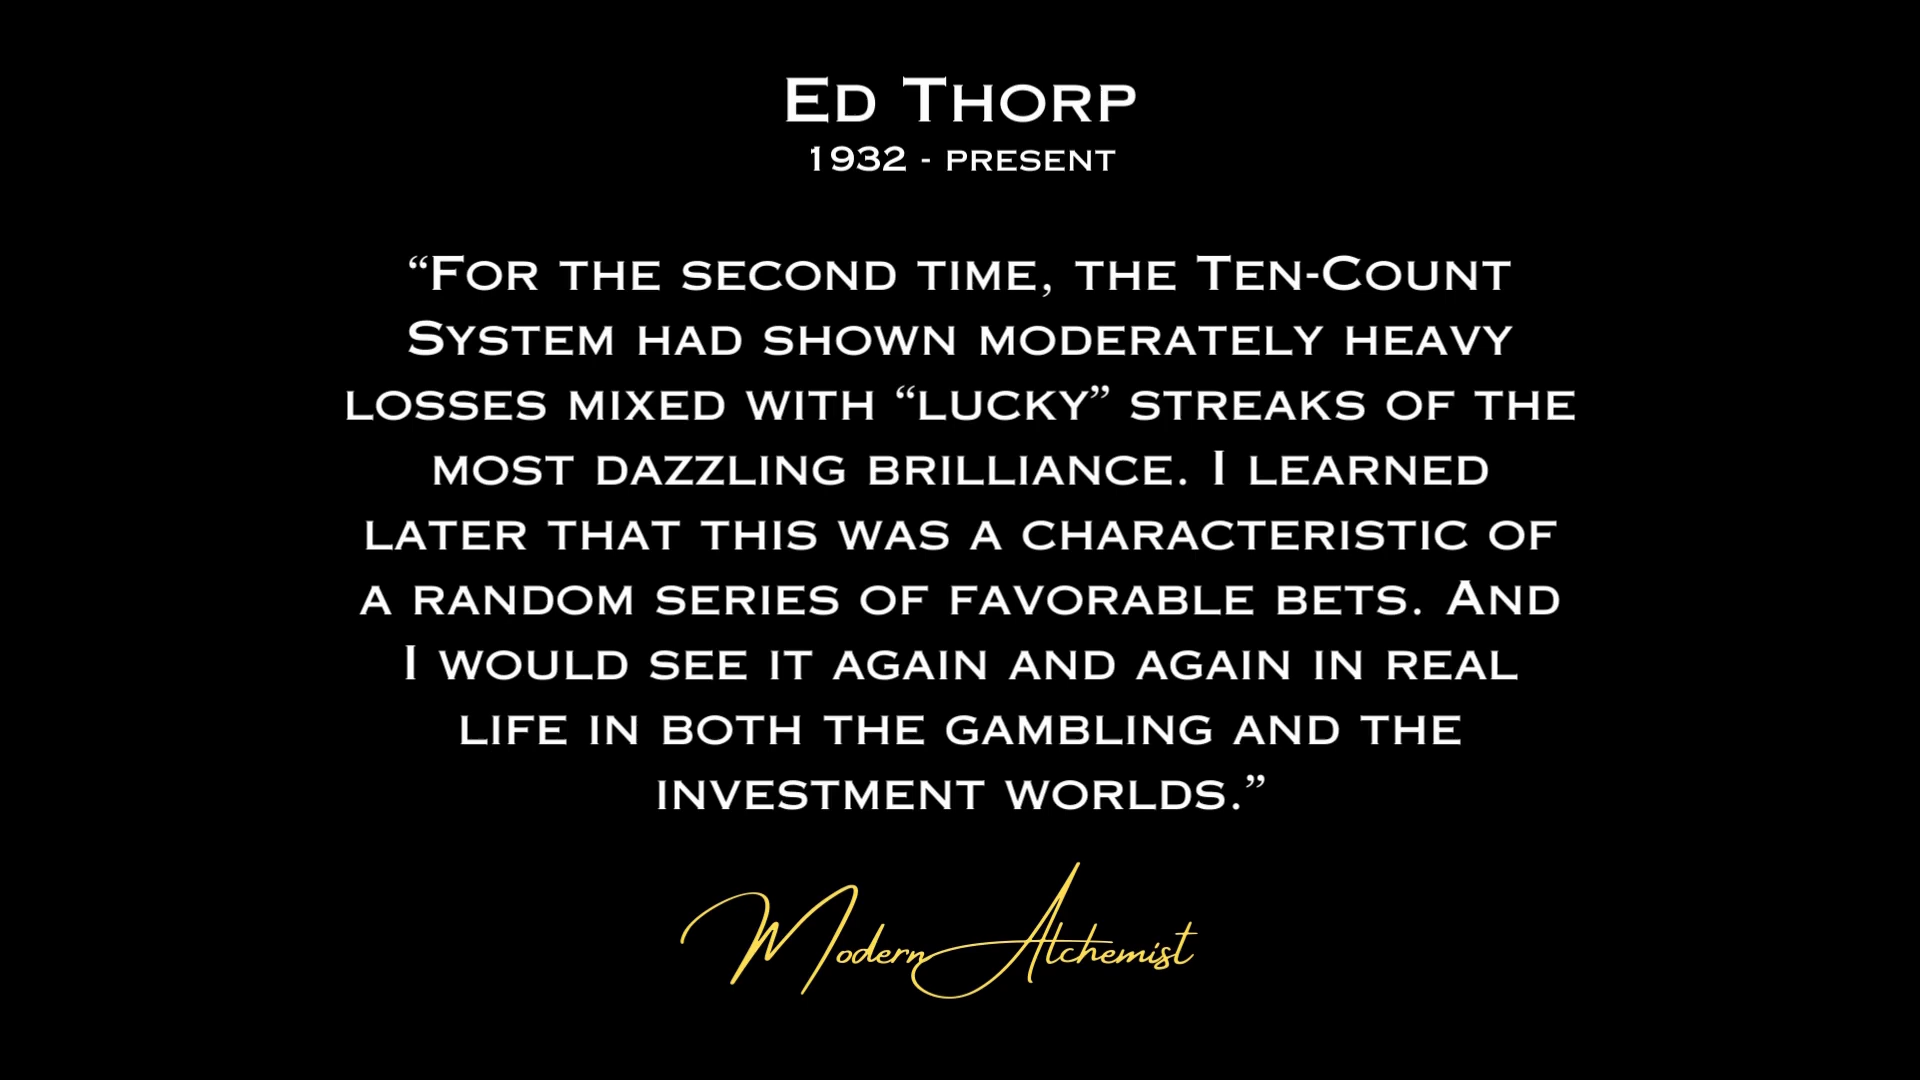 Ed Thorp
1932 - present
“For the second time, the Ten-Count
System had shown moderately heavy
losses mixed with “lucky” streaks of the
most dazzling brilliance. I learned
later that this was a characteristic of
a random series of favorable bets. And
I would see it again and again in real
life in both the gambling and the
investment worlds.”
Modern Alchemist